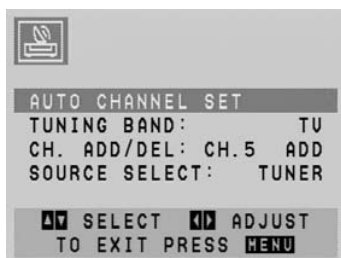 AUTO CHANNEL SET
TUNING BAND: TV
CH. ADD/DEL: CH.5 ADD
SOURCE SELECT: TUNER
SELECT ADJUST
TO EXIT PRESS MENU